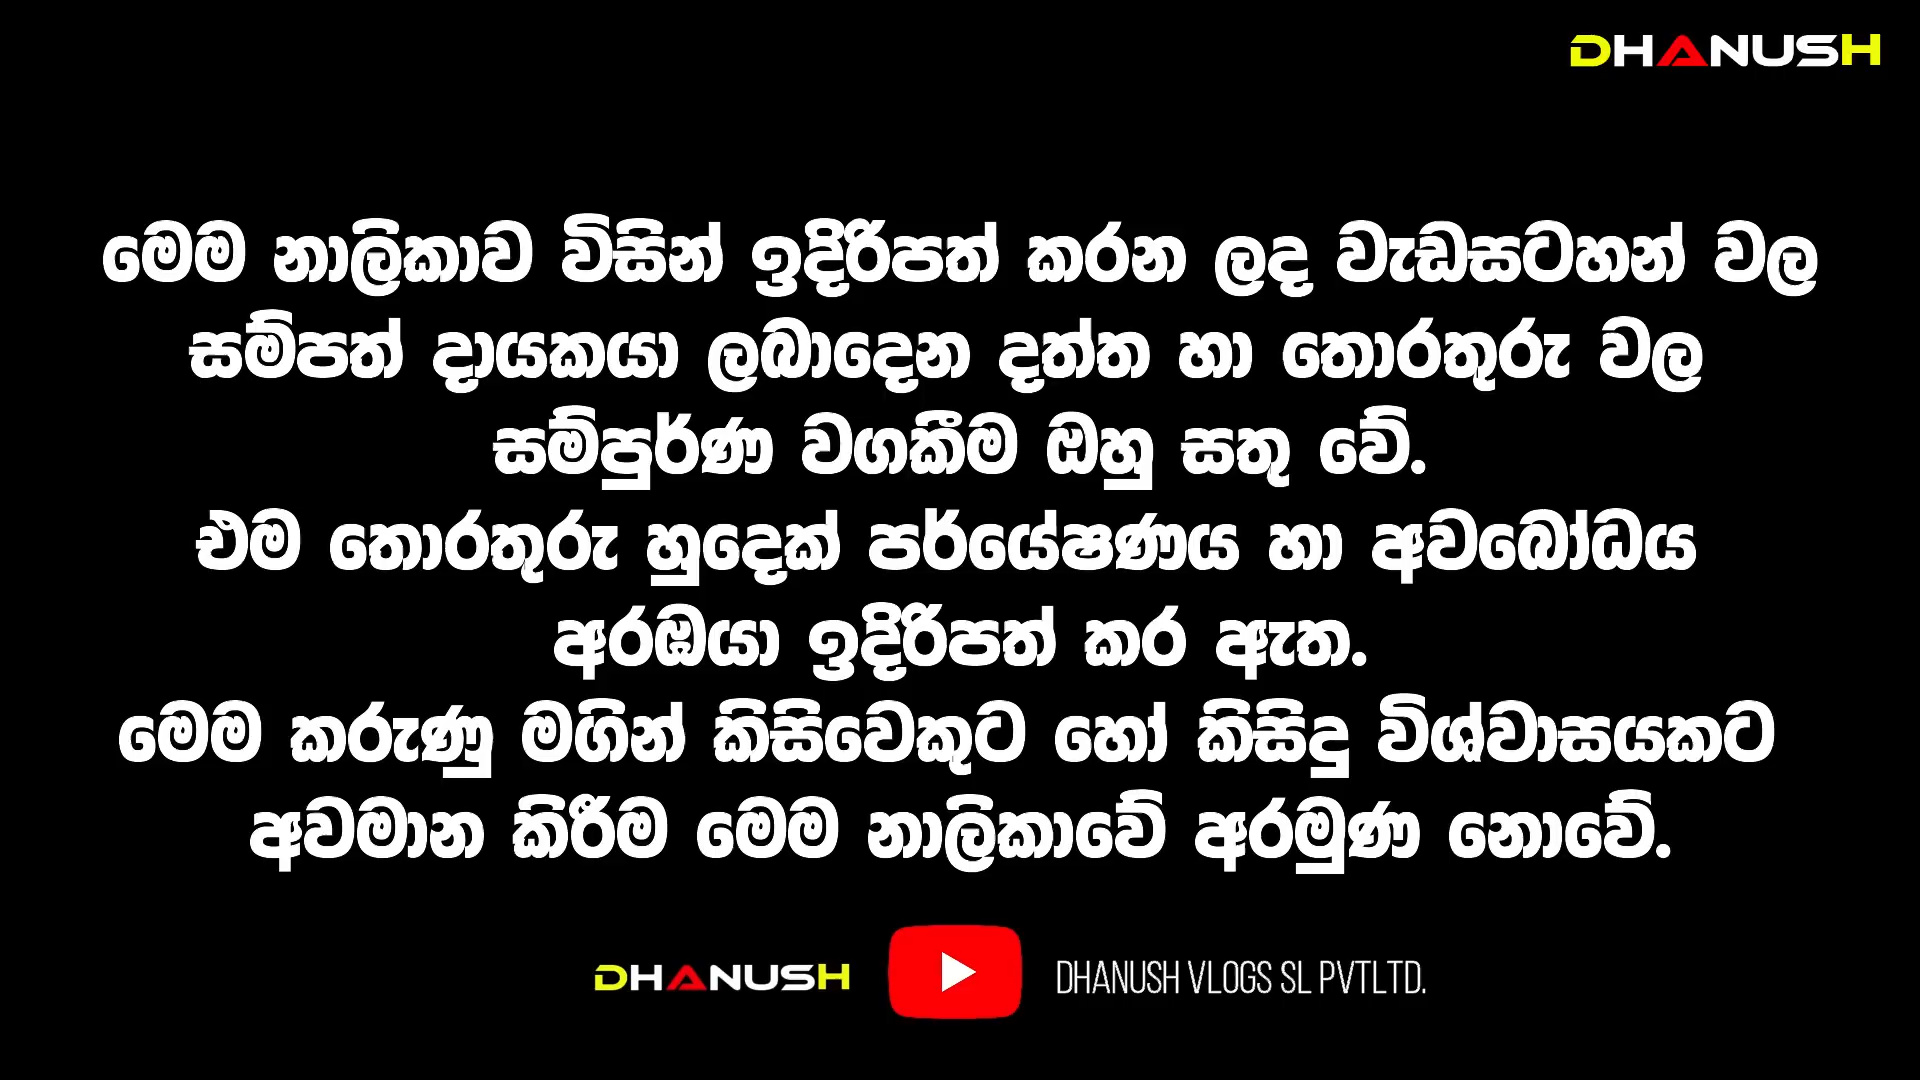 DHANUSH
මෙම නාලිකාව විසින් ඉදිරිපත් කරන ලද වැඩසටහන් වල
සම්පත් දායකයා ලබාදෙන දත්ත හා තොරතුරු වල
සම්පුර්ණ වගකීම ඔහු සතු වේ.
එම තොරතුරු හුදෙක් පර්යේෂණය හා අවබෝධය
අරඹයා ඉදිරිපත් කර ඇත.
මෙම කරුණු මගින් කිසිවෙකුට හෝ කිසිදු විශ්වාසයකට
අවමාන කිරීම මෙම නාලිකාවේ අරමුණ නොවේ.
DHANUSH DHANUSH VLOGS SL PVTLTD.